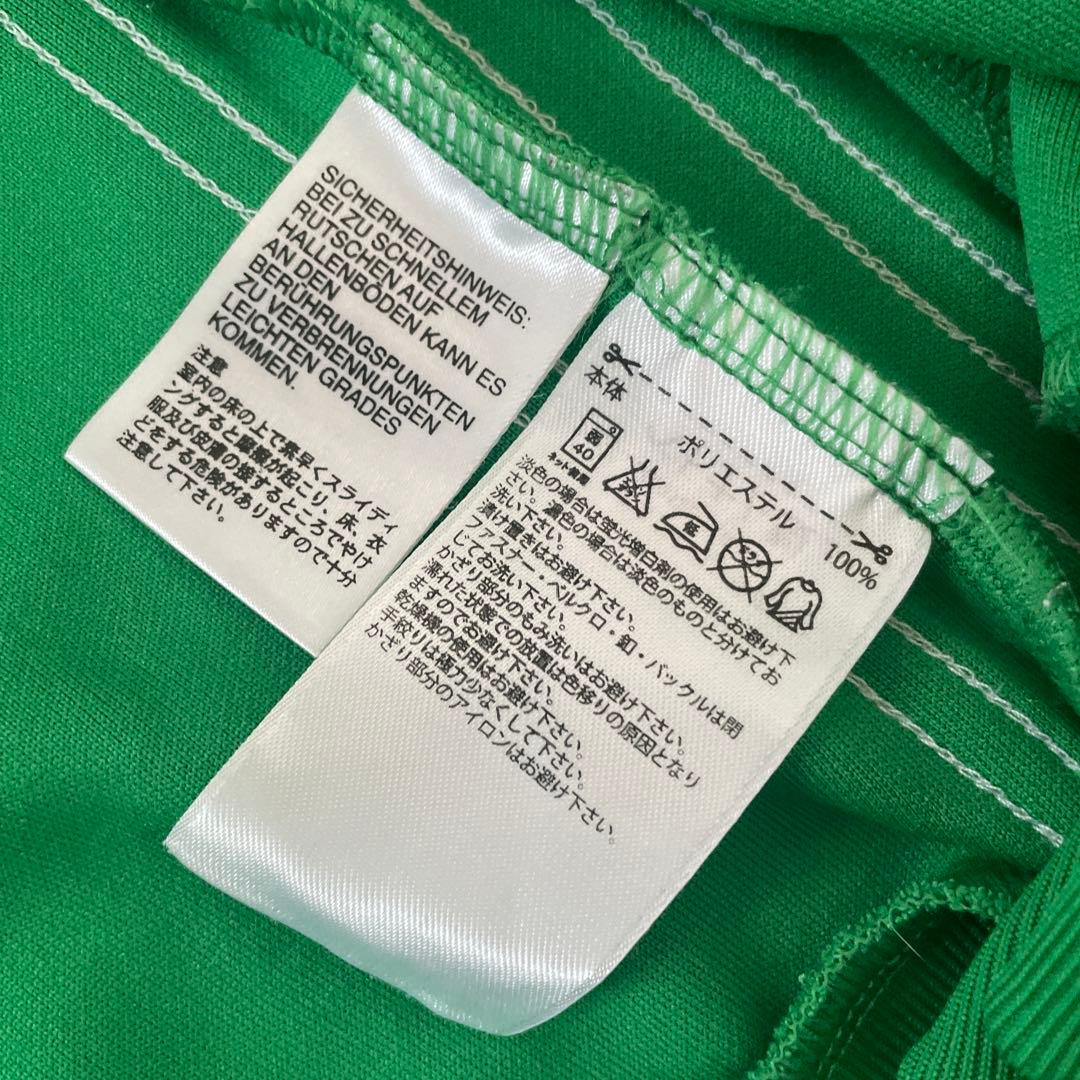 SICHERHEITSHINWEIS:
BEI ZU SCHNELLEM
RUTSCHEN AUF
HALLENBÖDEN KANN ES
AN DEN
BERÜHRUNGSPUNKTEN
ZU VERBRENNUNGEN
LEICHTEN GRADES
KOMMEN.
注意
室内の床の上で素早くスライディ
ングすると摩擦が起こり、床、衣
服及び皮膚の接するところでやけ
どをする危険がありますので十分
注意して下さい。
本体
ポリエステル 100%
40
ネット使用
低
淡色の場合は蛍光増白剤の使用はお避け下
さい。濃色の場合は淡色のものと分けてお
洗い下さい。
漬け置きはお避け下さい。
ファスナー・ベルクロ・釦・バックルは閉
じてお洗い下さい。
かざり部分のもみ洗いはお避け下さい。
濡れた状態での放置は色移りの原因となり
ますのでお避け下さい。
乾燥機の使用はお避け下さい。
手絞りは極力少なくして下さい。
かざり部分のアイロンはお避け下さい。